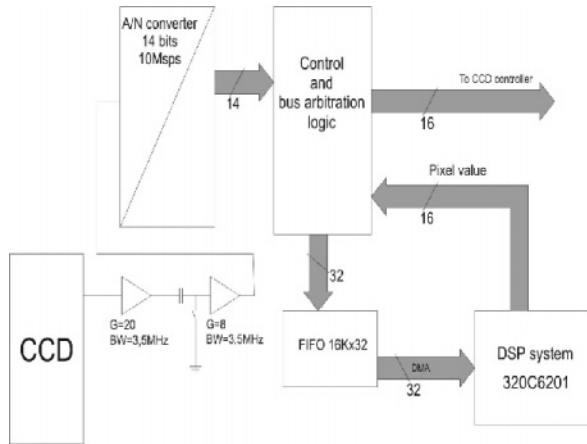 A/N converter
14 bits
10Msps
14
Control
and
bus arbitration
logic
To CCD controller
16
Pixel value
16
32
CCD
G=20
BW=3,5MHz
G=8
BW=3.5MHz
FIFO 16Kx32
DMA
32
DSP system
320C6201